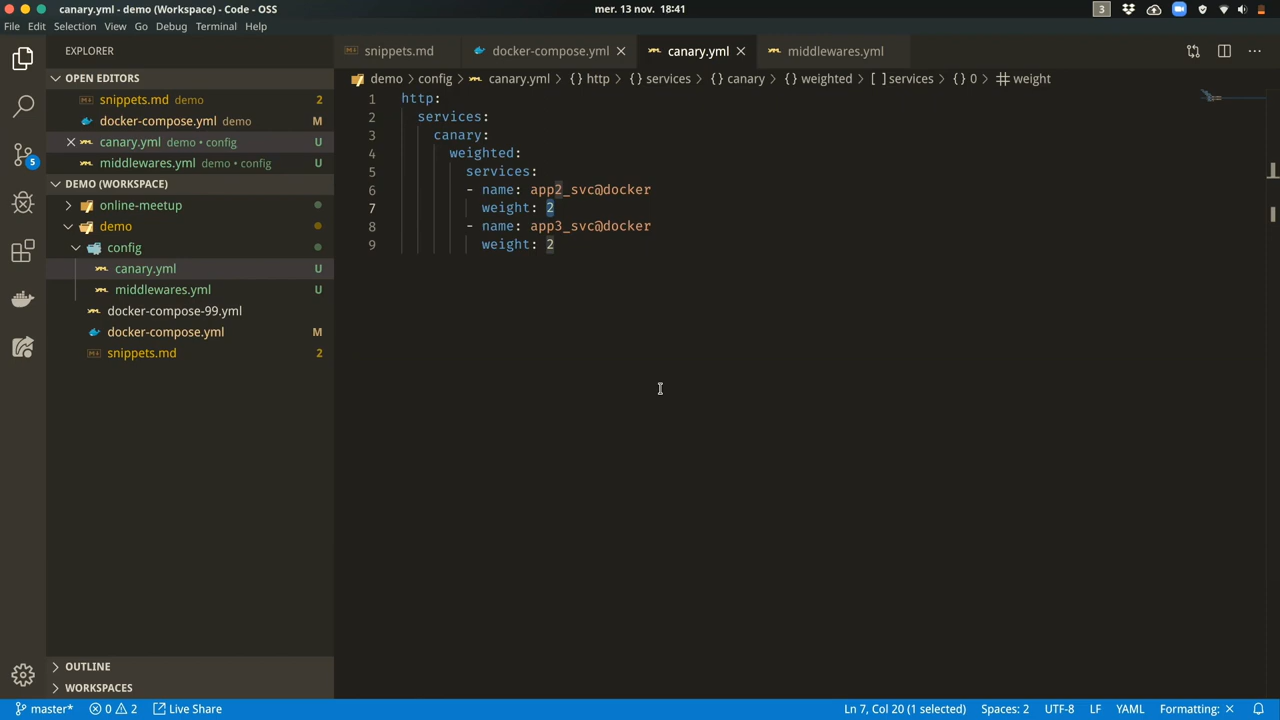 canary.yml - demo (Workspace) - Code - OSS
mer. 13 nov. 18:41
3
File Edit Selection View Go Debug Terminal Help
EXPLORER
OPEN EDITORS
snippets.md demo 2
docker-compose.yml demo M
canary.yml demo • config U
middlewares.yml demo • config U
DEMO (WORKSPACE)
online-meetup
demo
config
canary.yml U
middlewares.yml U
docker-compose-99.yml
docker-compose.yml M
snippets.md 2
OUTLINE
WORKSPACES
5
snippets.md docker-compose.yml canary.yml middlewares.yml
demo > config > canary.yml > {} http > {} services > {} canary > {} weighted > [ ] services > {} 0 > weight
1 http:
2 services:
3 canary:
4 weighted:
5 services:
6 - name: app2_svc@docker
7 weight: 2
8 - name: app3_svc@docker
9 weight: 2
master* 0 2 Live Share
Ln 7, Col 20 (1 selected) Spaces: 2 UTF-8 LF YAML Formatting: ×